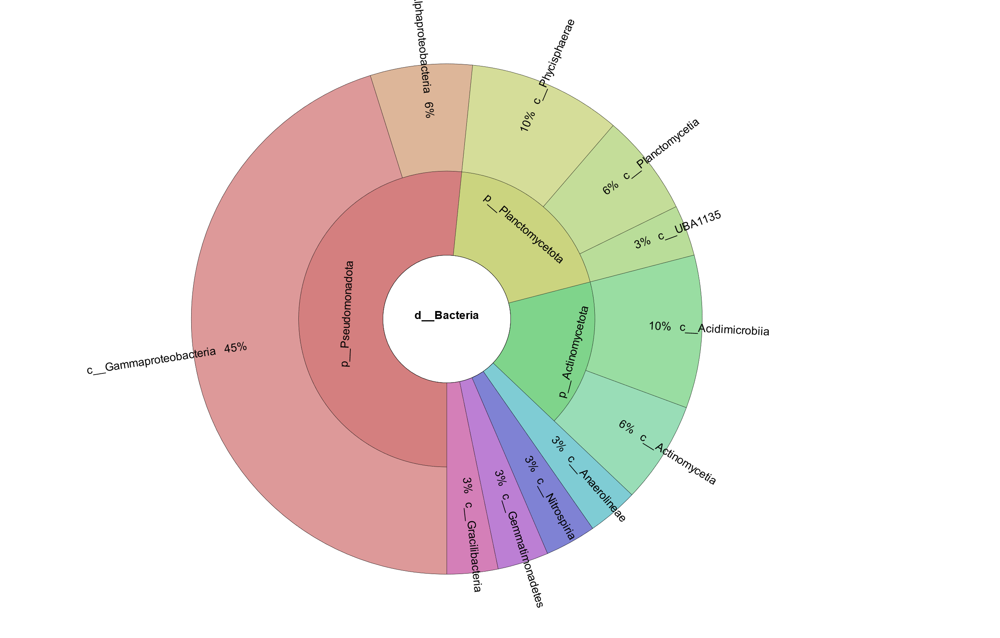 lphaproteobacteria 6%
10% c__Phycisphaerae
6% c__Planctomycetia
3% c__UBA1135
p__Planctomycetota
p__Pseudomonadota
d__Bacteria
p__Actinomycetota
10% c__Acidimicrobiia
c__Gammaproteobacteria 45%
6% c__Actinomycetia
3% c__Anaerolineae
3% c__Nitrospiria
3% c__Gemmatimonadetes
3% c__Gracilibacteria